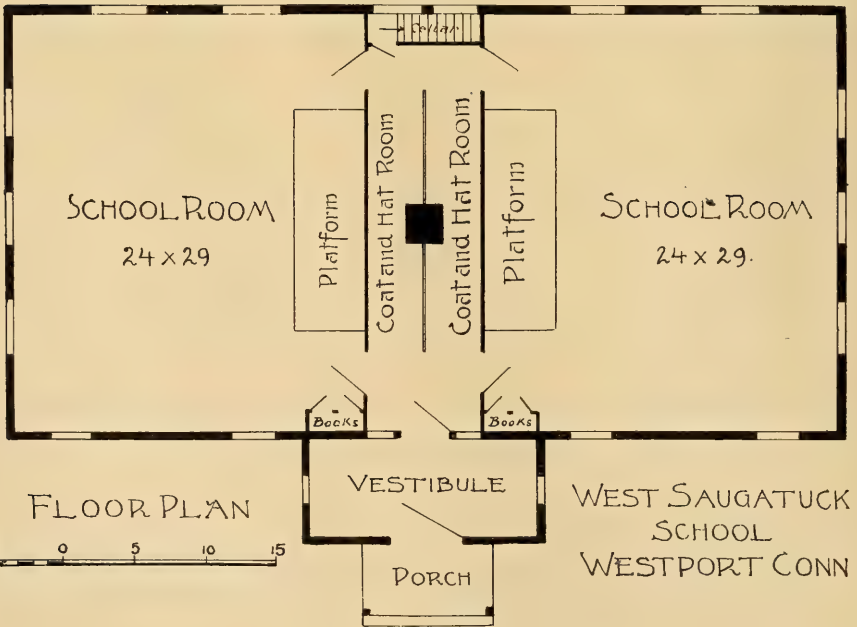 Cellar
SCHOOL ROOM
24 x 29
Platform
Coat and Hat Room
Coat and Hat Room.
Platform
SCHOOL ROOM
24 x 29.
Books
Books
VESTIBULE
PORCH
FLOOR PLAN
0 5 10 15
WEST SAUGATUCK
SCHOOL
WESTPORT CONN